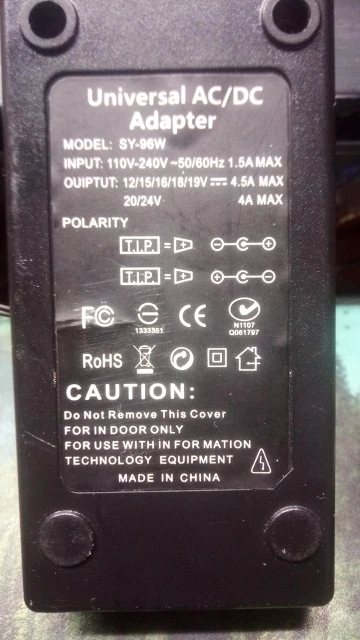 Universal AC/DC
Adapter
MODEL: SY-96W
INPUT: 110V-240V ~50/60Hz 1.5A MAX
OUIPTUT: 12/15/16/18/19V ⎓ 4.5A MAX
20/24V 4A MAX
POLARITY
T.I.P. =
T.I.P. =
FC CE
1333351
N1107
Q061797
RoHS
CAUTION:
Do Not Remove This Cover
FOR IN DOOR ONLY
FOR USE WITH IN FOR MATION
TECHNOLOGY EQUIPMENT
MADE IN CHINA